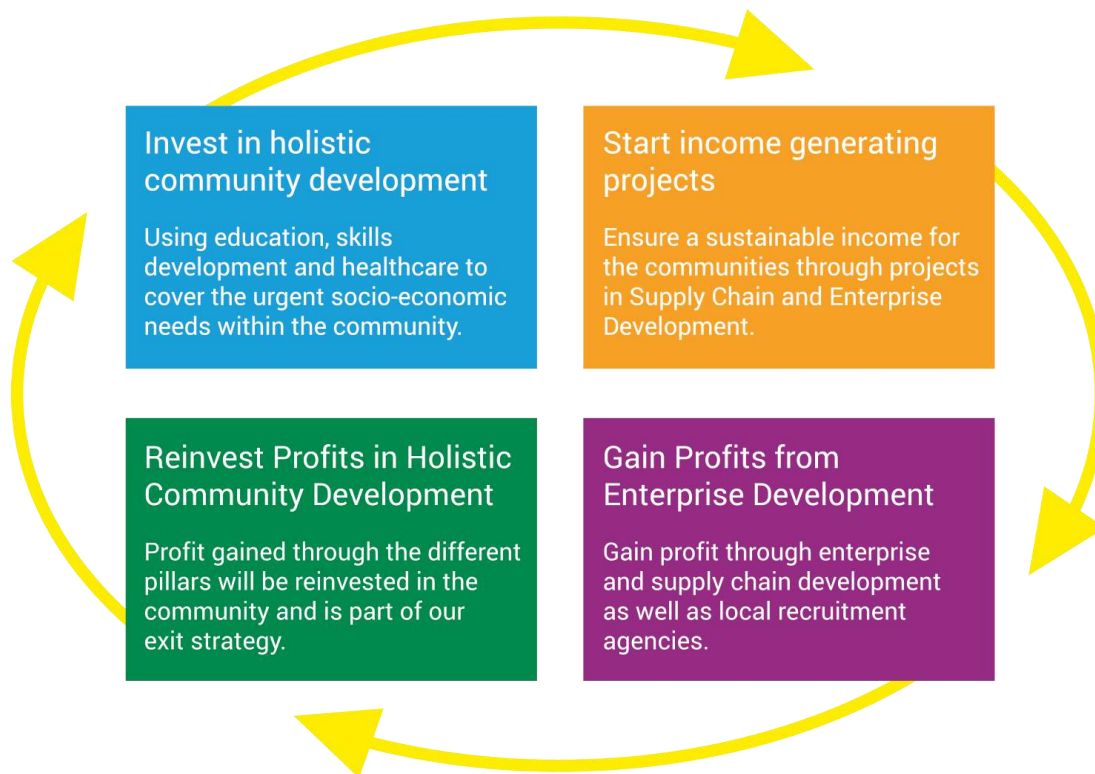 Invest in holistic
community development
Using education, skills
development and healthcare to
cover the urgent socio-economic
needs within the community.
Start income generating
projects
Ensure a sustainable income for
the communities through projects
in Supply Chain and Enterprise
Development.
Reinvest Profits in Holistic
Community Development
Profit gained through the different
pillars will be reinvested in the
community and is part of our
exit strategy.
Gain Profits from
Enterprise Development
Gain profit through enterprise
and supply chain development
as well as local recruitment
agencies.